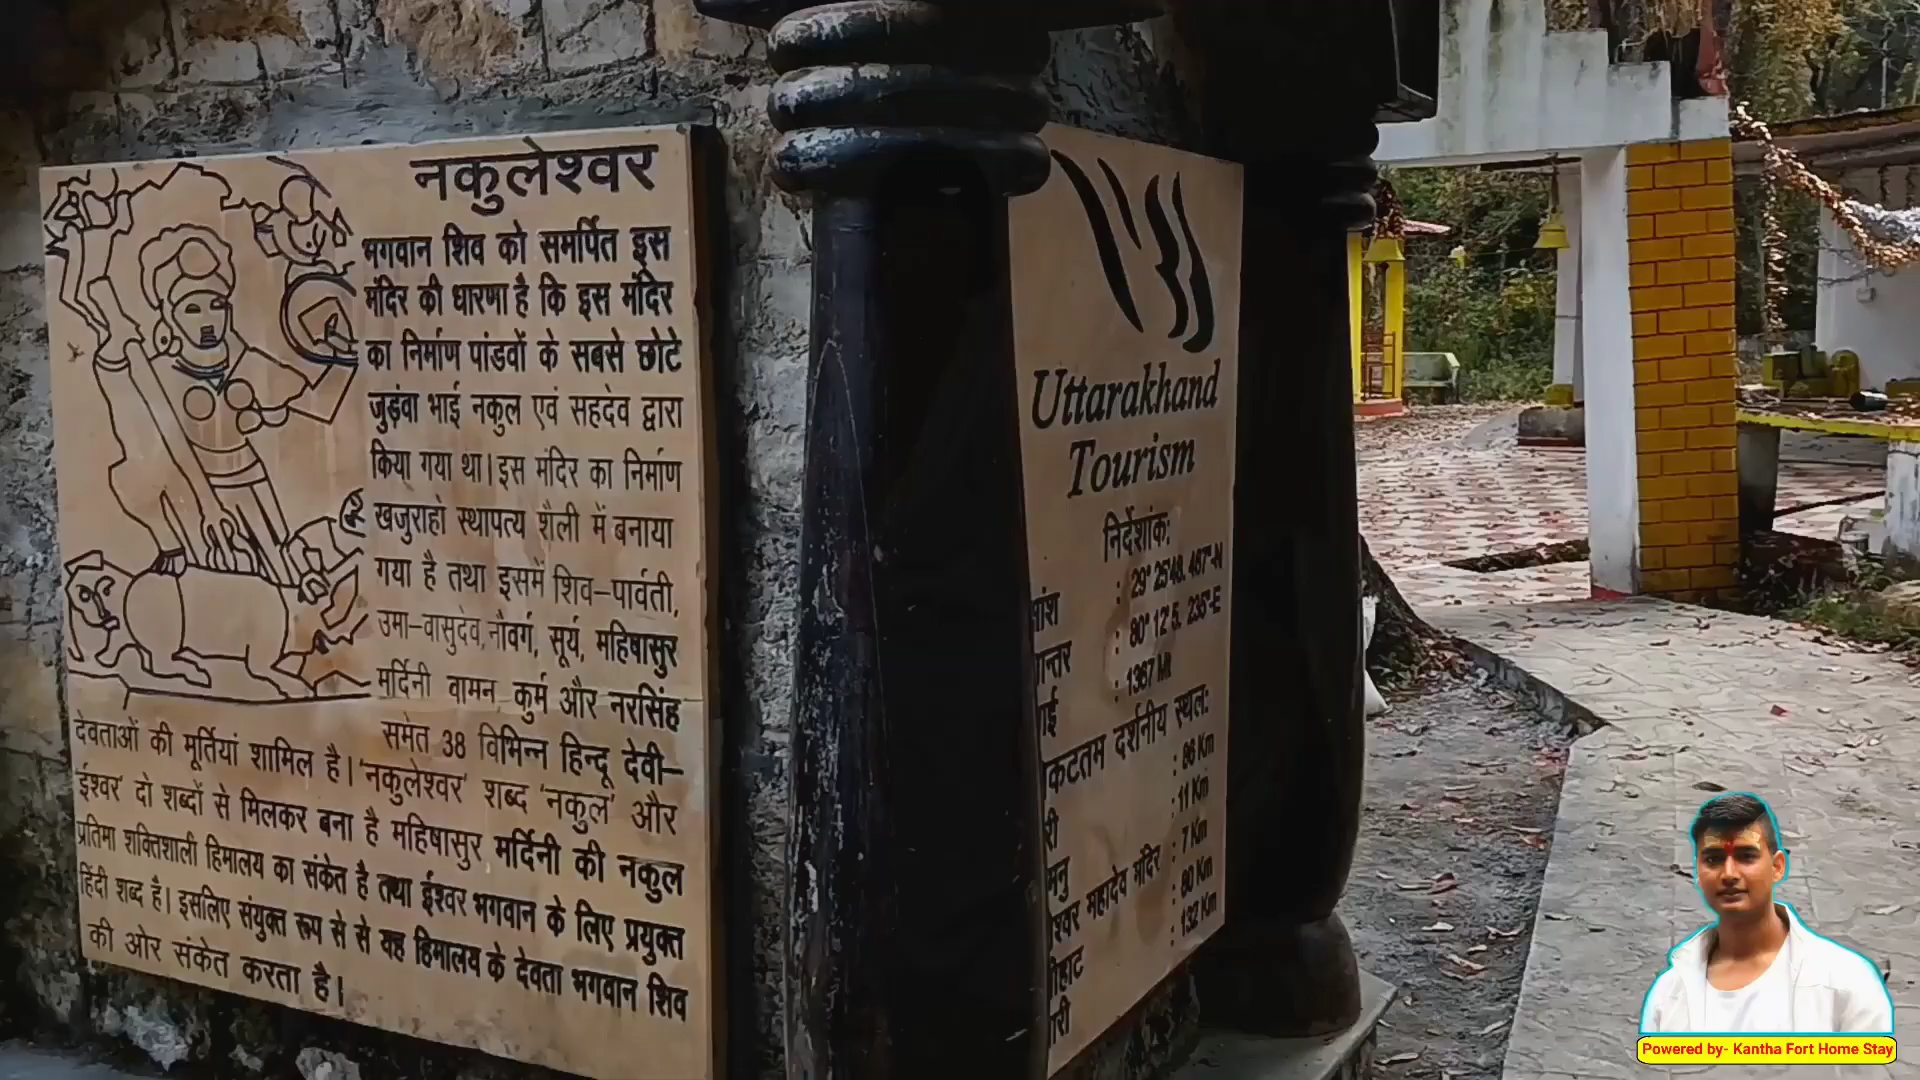 नकुलेश्वर
भगवान शिव को समर्पित इस
मंदिर की धारणा है कि इस मंदिर
का निर्माण पांडवों के सबसे छोटे
जुड़वा भाई नकुल एवं सहदेव द्वारा
किया गया था। इस मंदिर का निर्माण
खजुराहो स्थापत्य शैली में बनाया
गया है तथा इसमें शिव–पार्वती,
उमा–वासुदेव, नौवर्ग, सूर्य, महिषासुर
मर्दिनी वामन, कुर्म और नरसिंह
समेत 38 विभिन्न हिन्दू देवी–
देवताओं की मूर्तियां शामिल है। 'नकुलेश्वर' शब्द 'नकुल' और
'ईश्वर' दो शब्दों से मिलकर बना है महिषासुर मर्दिनी की नकुल
प्रतिमा शक्तिशाली हिमालय का संकेत है तथा ईश्वर भगवान के लिए प्रयुक्त
हिंदी शब्द है। इसलिए संयुक्त रूप से से यह हिमालय के देवता भगवान शिव
की ओर संकेत करता है।
Uttarakhand
Tourism
निर्देशांक:
: 29° 25'48. 467"-N
: 80° 12' 5. 235"-E
: 1367 Mt
दर्शनीय स्थल:
: 86 Km
: 11 Km
महादेव मंदिर : 7 Km
: 80 Km
: 132 Km
Powered by- Kantha Fort Home Stay